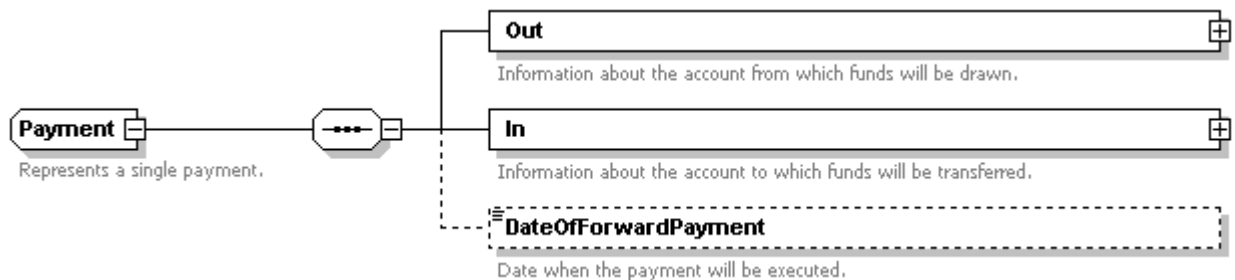 Out
Information about the account from which funds will be drawn.
Payment
Represents a single payment.
In
Information about the account to which funds will be transferred.
DateOfForwardPayment
Date when the payment will be executed.